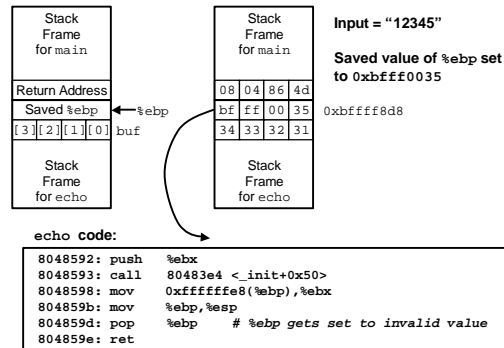 Stack
Frame
for main
Return Address
Saved %ebp
%ebp
[3][2][1][0] buf
Stack
Frame
for echo
Stack
Frame
for main
08 04 86 4d
bf ff 00 35
0xbffff8d8
34 33 32 31
Stack
Frame
for echo
Input = “12345”
Saved value of %ebp set
to 0xbfff0035
echo code:
8048592: push %ebx
8048593: call 80483e4 <_init+0x50>
8048598: mov 0xffffffe8(%ebp),%ebx
804859b: mov %ebp,%esp
804859d: pop %ebp # %ebp gets set to invalid value
804859e: ret